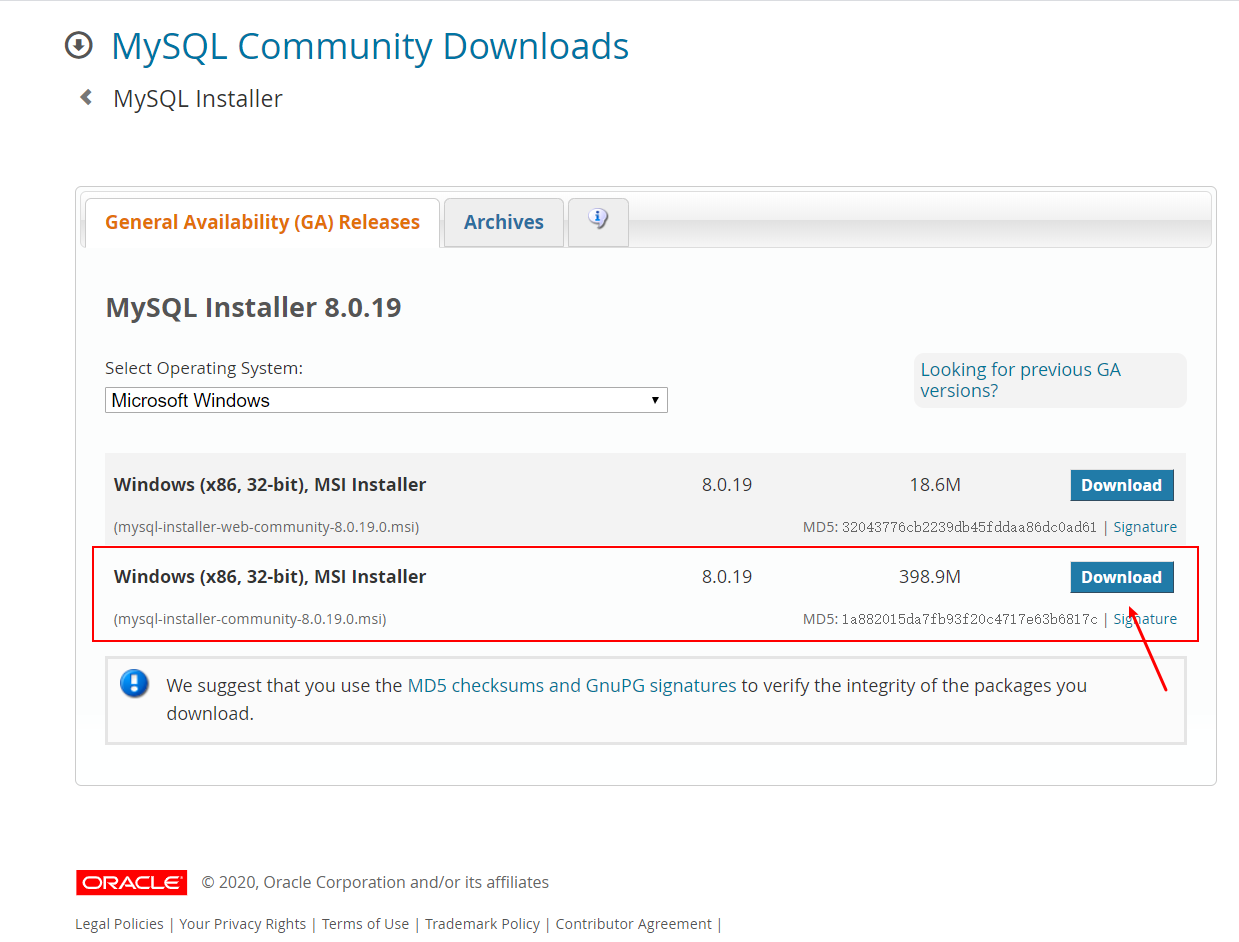 MySQL Community Downloads
MySQL Installer
General Availability (GA) Releases
Archives
MySQL Installer 8.0.19
Select Operating System:
Microsoft Windows
Looking for previous GA
versions?
Windows (x86, 32-bit), MSI Installer 8.0.19 18.6M Download
(mysql-installer-web-community-8.0.19.0.msi) MD5: 32043776cb2239db45fddaa86dc0ad61 | Signature
Windows (x86, 32-bit), MSI Installer 8.0.19 398.9M Download
(mysql-installer-community-8.0.19.0.msi) MD5: 1a882015da7fb93f20c4717e63b6817c | Signature
We suggest that you use the MD5 checksums and GnuPG signatures to verify the integrity of the packages you
download.
ORACLE © 2020, Oracle Corporation and/or its affiliates
Legal Policies | Your Privacy Rights | Terms of Use | Trademark Policy | Contributor Agreement |